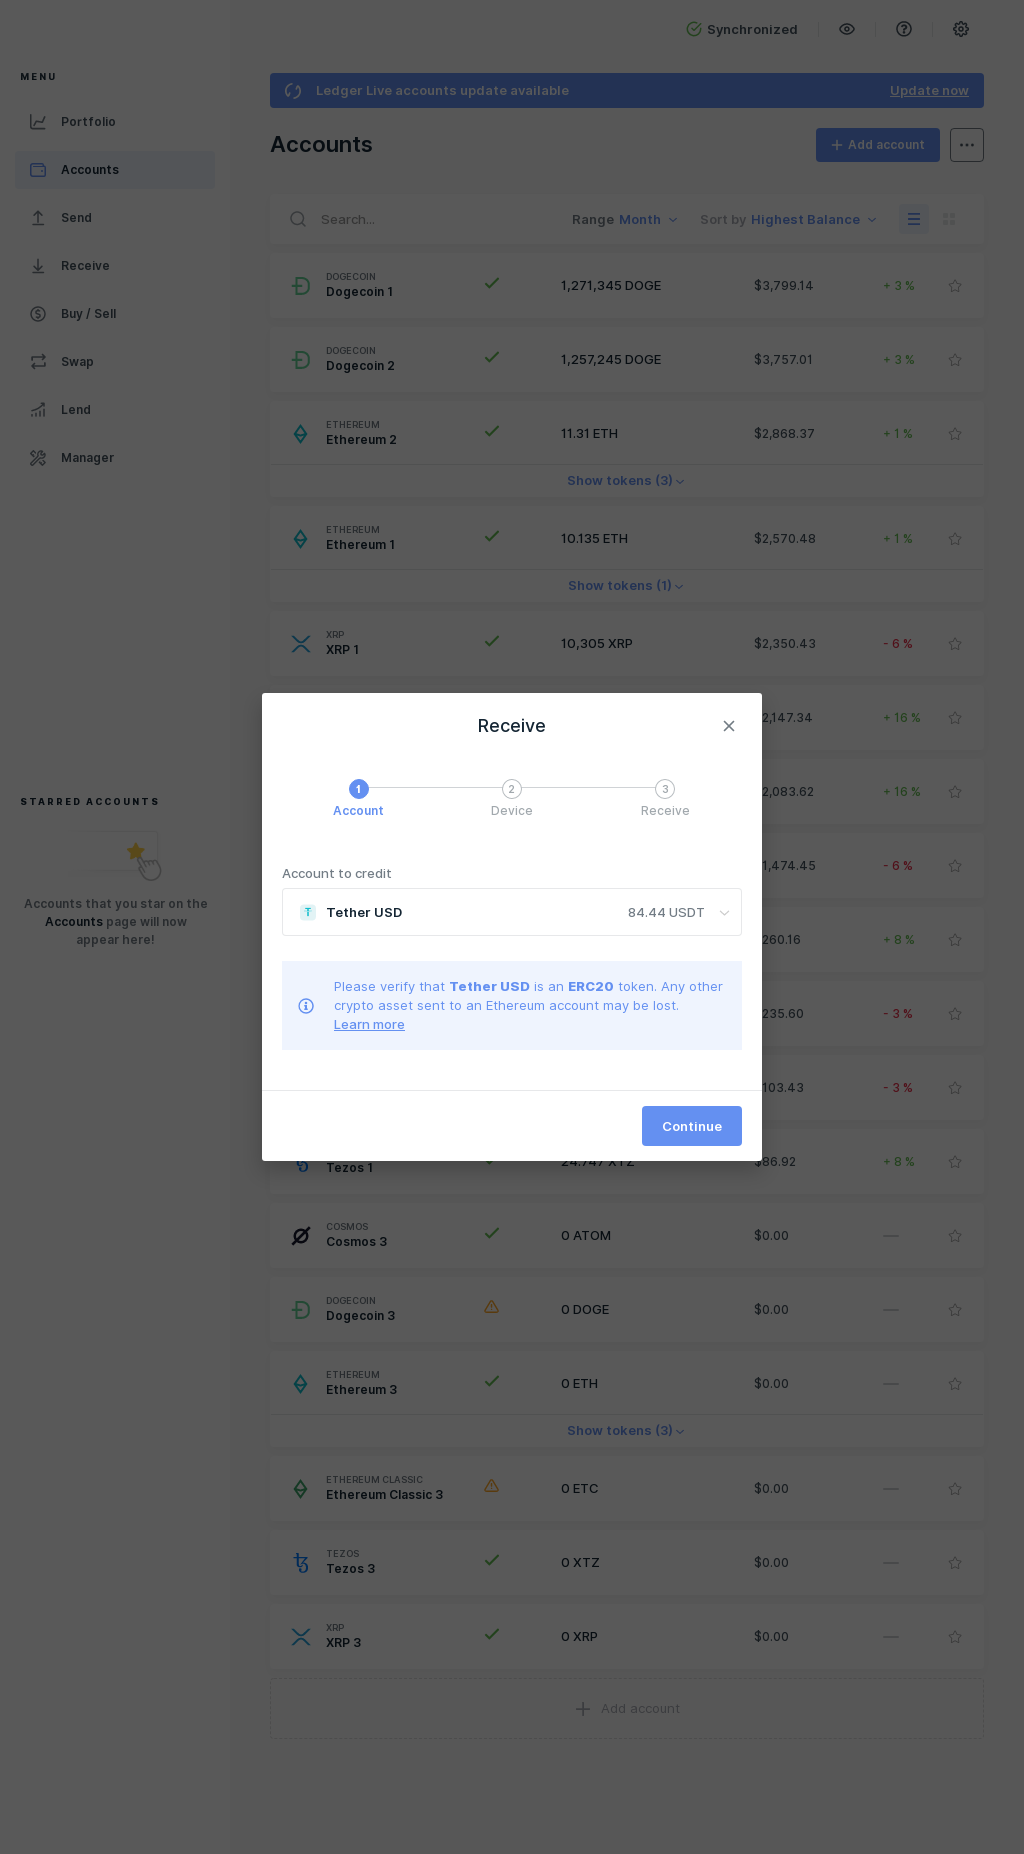 Synchronized
MENU
Portfolio
Accounts
Send
Receive
Buy / Sell
Swap
Lend
Manager
STARRED ACCOUNTS
Accounts that you star on the
Accounts page will now
appear here!
Ledger Live accounts update available
Update now
Accounts
Add account
Search...
Range Month
Sort by Highest Balance
DOGECOIN
Dogecoin 1
1,271,345 DOGE
$3,799.14
+ 3 %
DOGECOIN
Dogecoin 2
1,257,245 DOGE
$3,757.01
+ 3 %
ETHEREUM
Ethereum 2
11.31 ETH
$2,868.37
+ 1 %
Show tokens (3)
ETHEREUM
Ethereum 1
10.135 ETH
$2,570.48
+ 1 %
Show tokens (1)
XRP
XRP 1
10,305 XRP
$2,350.43
- 6 %
2,147.34
+ 16 %
2,083.62
+ 16 %
1,474.45
- 6 %
260.16
+ 8 %
235.60
- 3 %
103.43
- 3 %
Receive
1
2
3
Account
Device
Receive
Account to credit
T
Tether USD
84.44 USDT
Please verify that Tether USD is an ERC20 token. Any other
crypto asset sent to an Ethereum account may be lost.
Learn more
Continue
Tezos 1
24.747 XTZ
$86.92
+ 8 %
COSMOS
Cosmos 3
0 ATOM
$0.00
—
DOGECOIN
Dogecoin 3
0 DOGE
$0.00
—
ETHEREUM
Ethereum 3
0 ETH
$0.00
—
Show tokens (3)
ETHEREUM CLASSIC
Ethereum Classic 3
0 ETC
$0.00
—
TEZOS
Tezos 3
0 XTZ
$0.00
—
XRP
XRP 3
0 XRP
$0.00
—
Add account